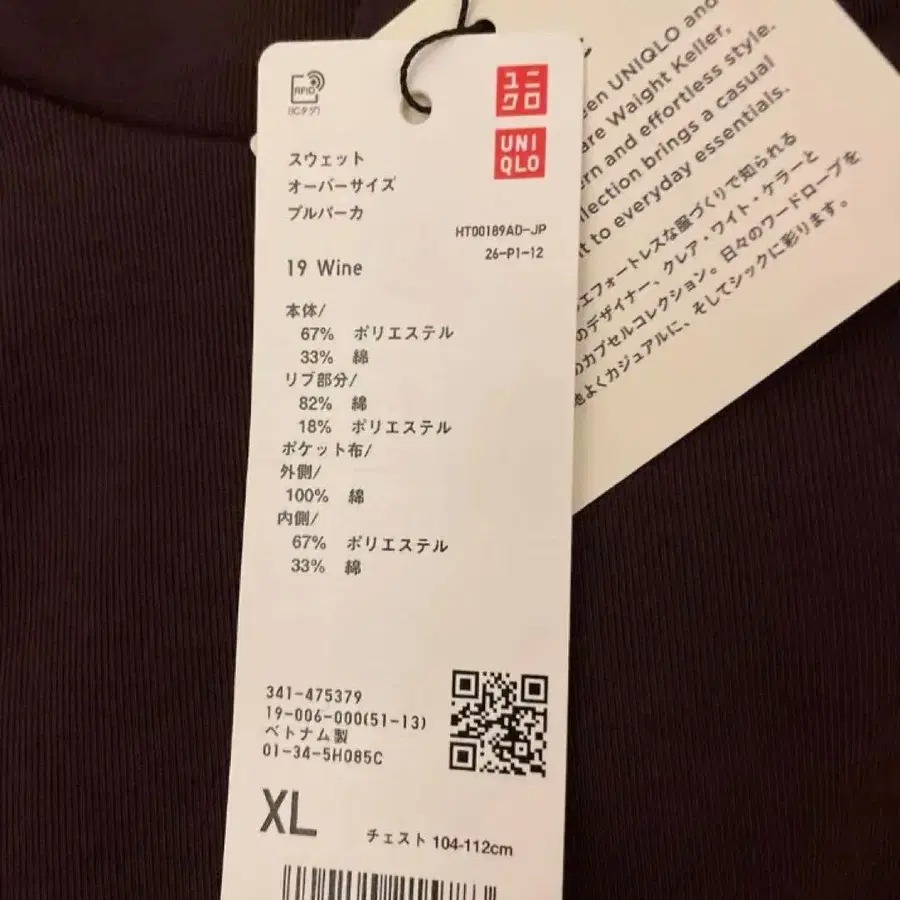 RFID
(ICタグ)
ユニ
クロ
UNI
QLO
スウェット
オーバーサイズ
プルパーカ
HT00189AD-JP
26-P1-12
19 Wine
本体/
67% ポリエステル
33% 綿
リブ部分/
82% 綿
18% ポリエステル
ポケット布/
外側/
100% 綿
内側/
67% ポリエステル
33% 綿
341-475379
19-006-000(51-13)
ベトナム製
01-34-5H085C
XL
チェスト 104-112cm
UNIQLO and
Waight Keller,
and effortless style.
brings a casual
to everyday essentials.
エフォートレスな服づくりで知られる
のデザイナー、クレア・ワイト・ケラーと
のカプセルコレクション。日々のワードローブを
よくカジュアルに、そしてシックに彩ります。